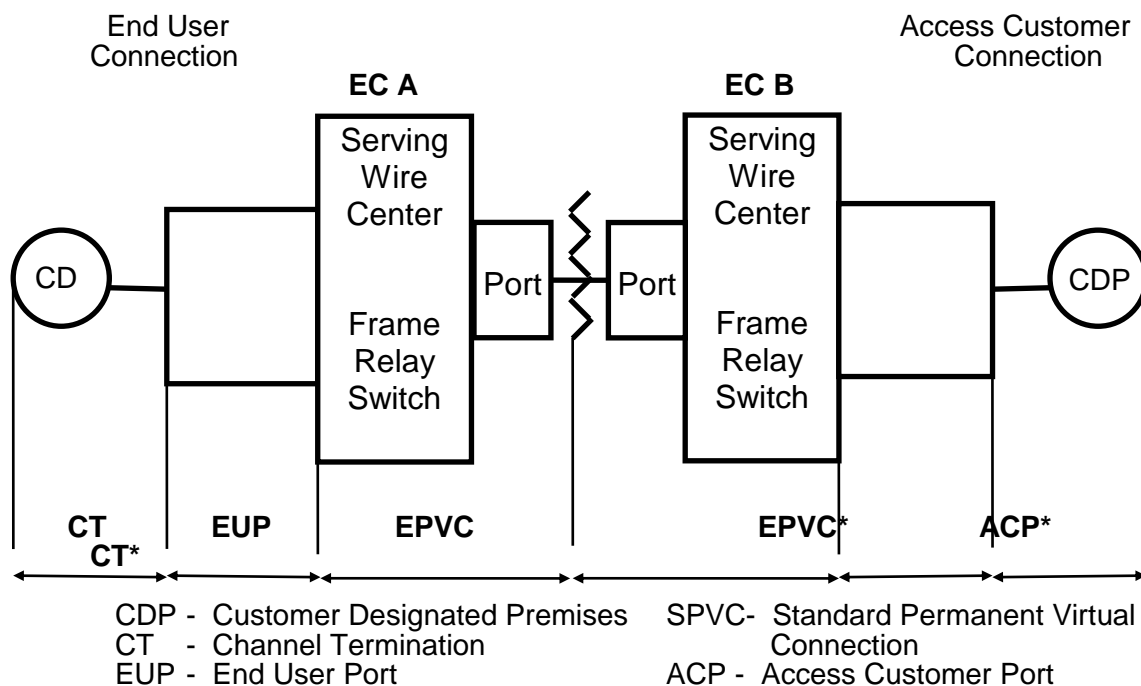 End User
Connection
Access Customer
Connection
EC A
EC B
Serving
Wire
Center
Frame
Relay
Switch
Port
Port
Serving
Wire
Center
Frame
Relay
Switch
CD
CDP
CT
CT*
EUP
EPVC
EPVC*
ACP*
CDP - Customer Designated Premises
CT - Channel Termination
EUP - End User Port
SPVC- Standard Permanent Virtual
Connection
ACP - Access Customer Port